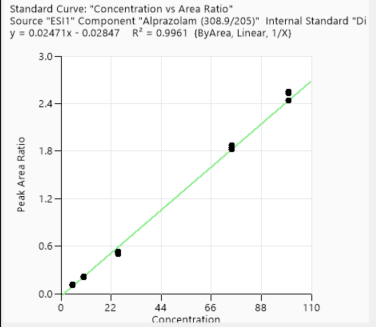 Standard Curve: "Concentration vs Area Ratio"
Source "ESI1" Component "Alprazolam (308.9/205)" Internal Standard "Di
y = 0.02471x - 0.02847 R² = 0.9961 {ByArea, Linear, 1/X}
Peak Area Ratio
3.0
2.4
1.8
1.2
0.6
0.0
0 22 44 66 88 110
Concentration